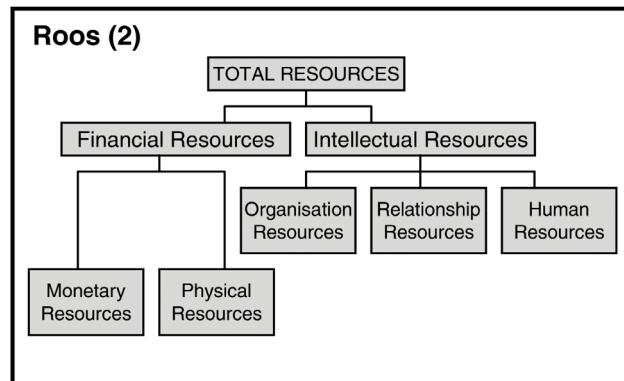 Roos (2)
TOTAL RESOURCES
Financial Resources
Intellectual Resources
Organisation
Resources
Relationship
Resources
Human
Resources
Monetary
Resources
Physical
Resources